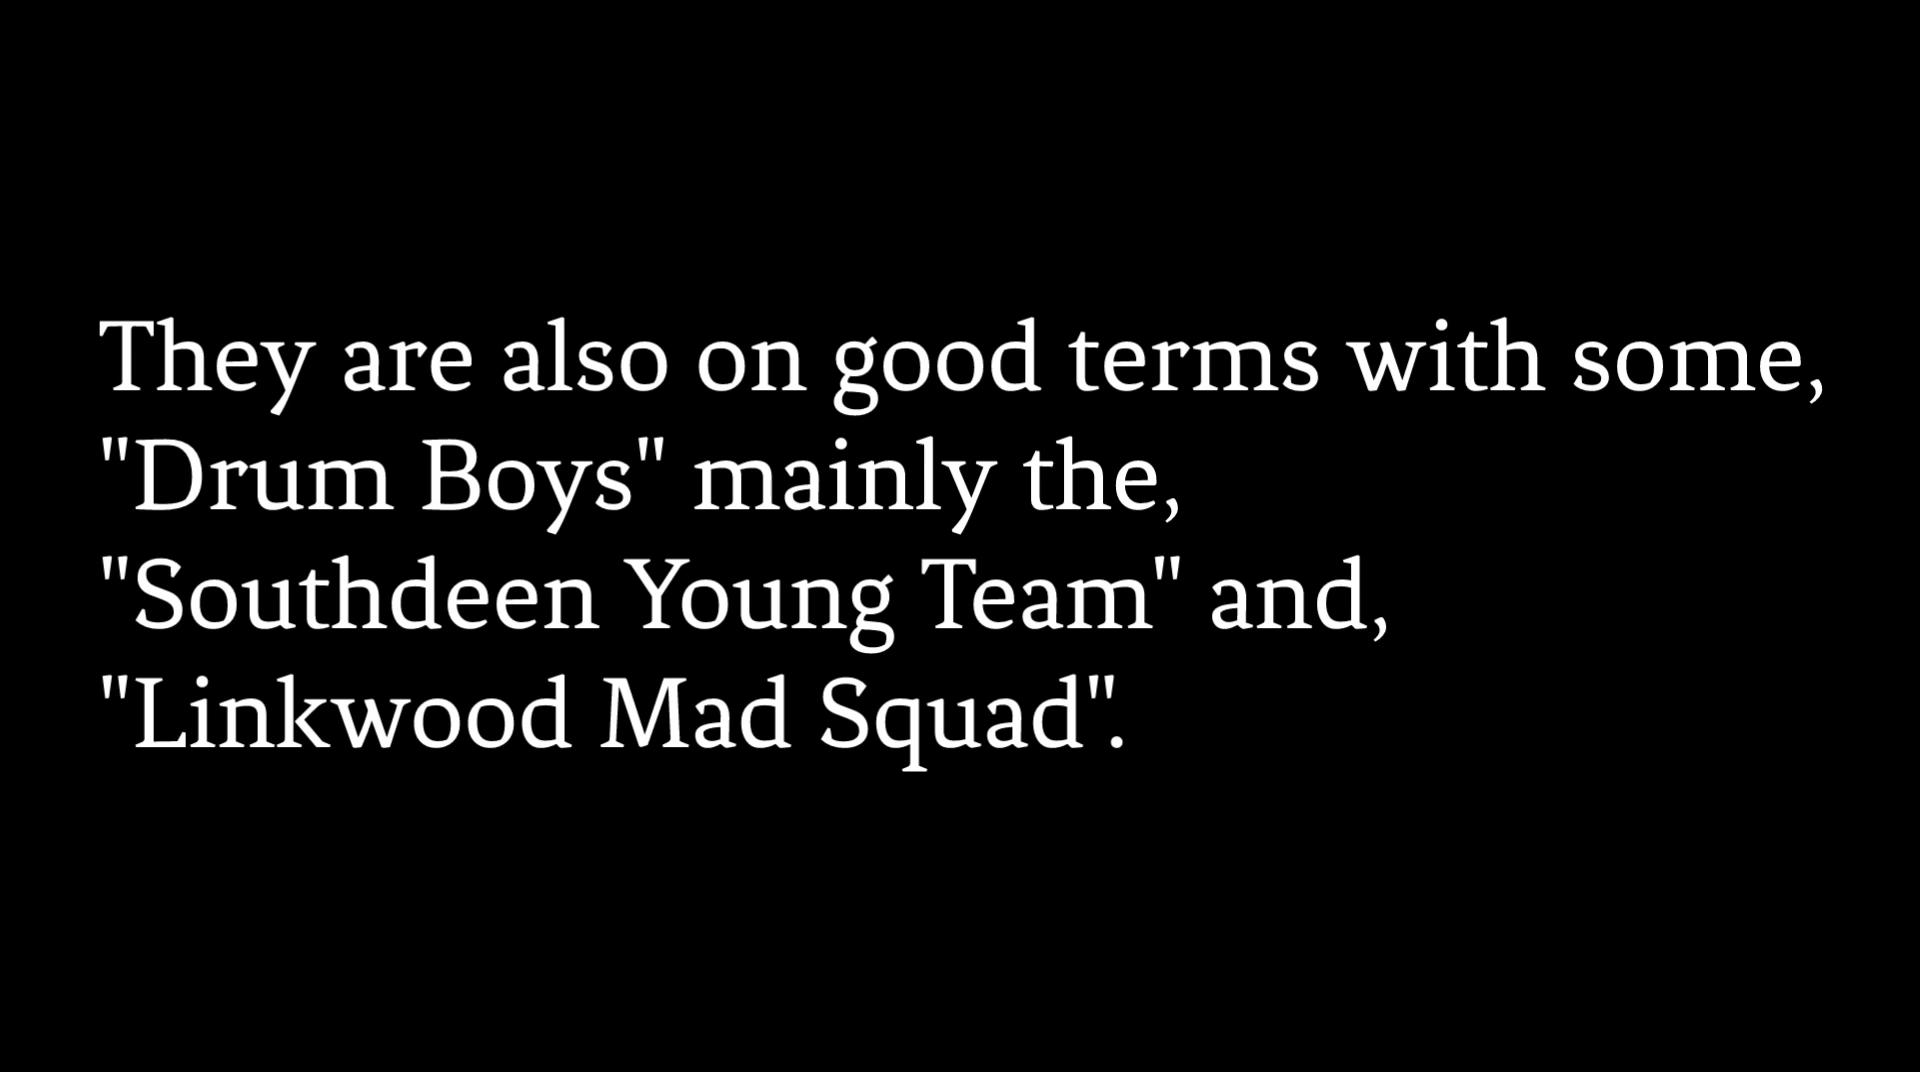 They are also on good terms with some,
"Drum Boys" mainly the,
"Southdeen Young Team" and,
"Linkwood Mad Squad".